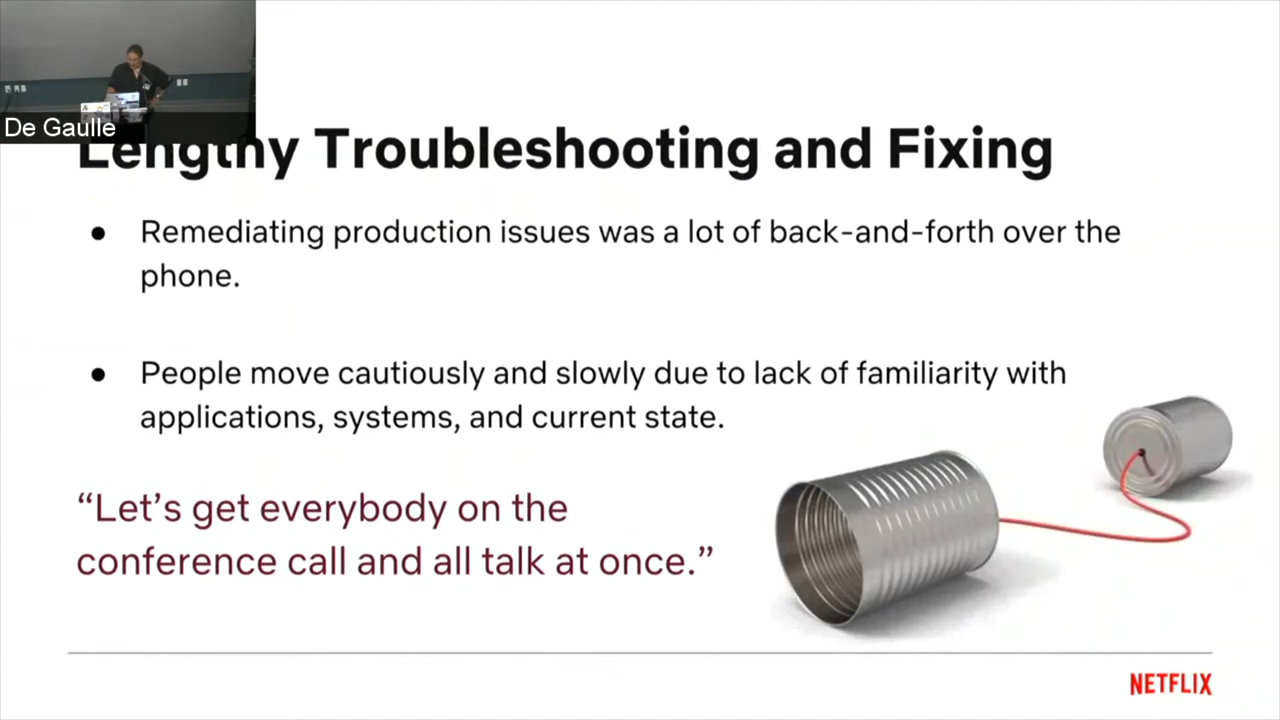 De Gaulle
Lengthy Troubleshooting and Fixing
● Remediating production issues was a lot of back-and-forth over the
phone.
● People move cautiously and slowly due to lack of familiarity with
applications, systems, and current state.
“Let’s get everybody on the
conference call and all talk at once.”
NETFLIX